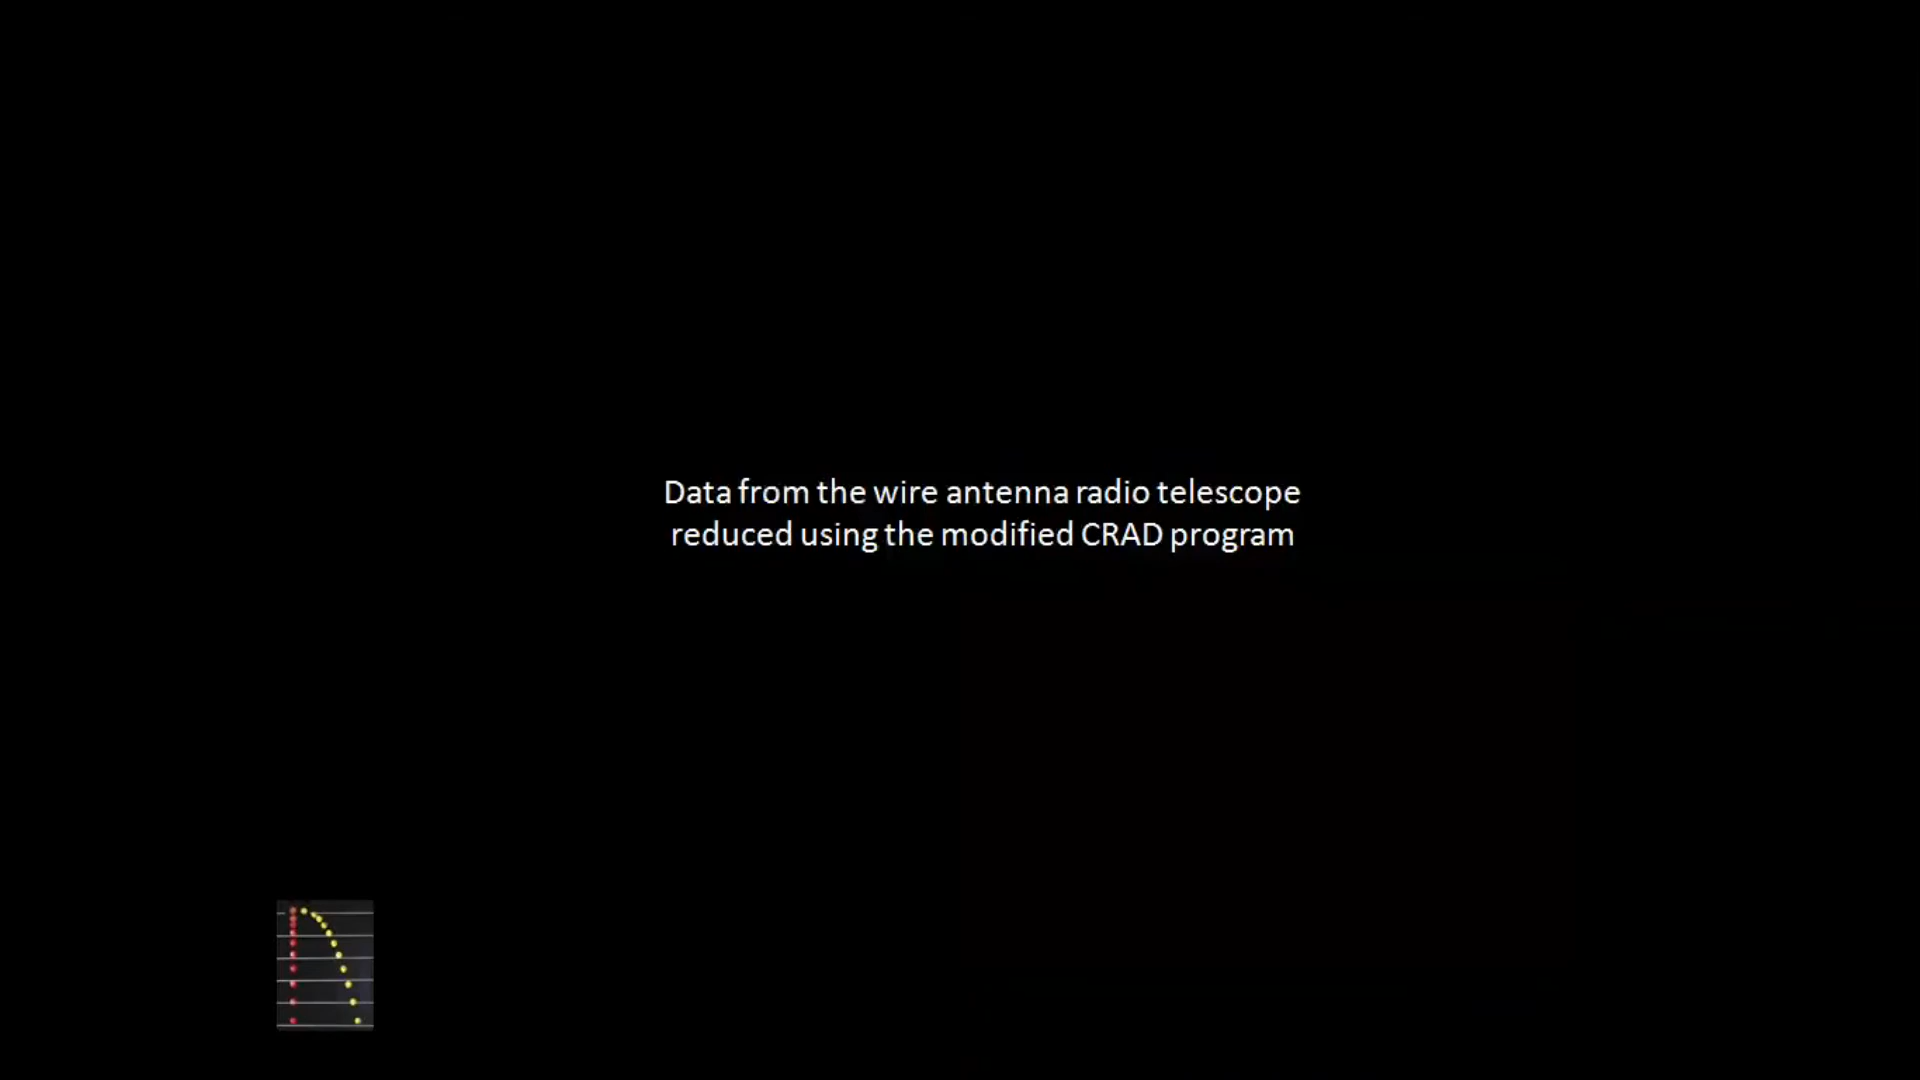 Data from the wire antenna radio telescope
reduced using the modified CRAD program